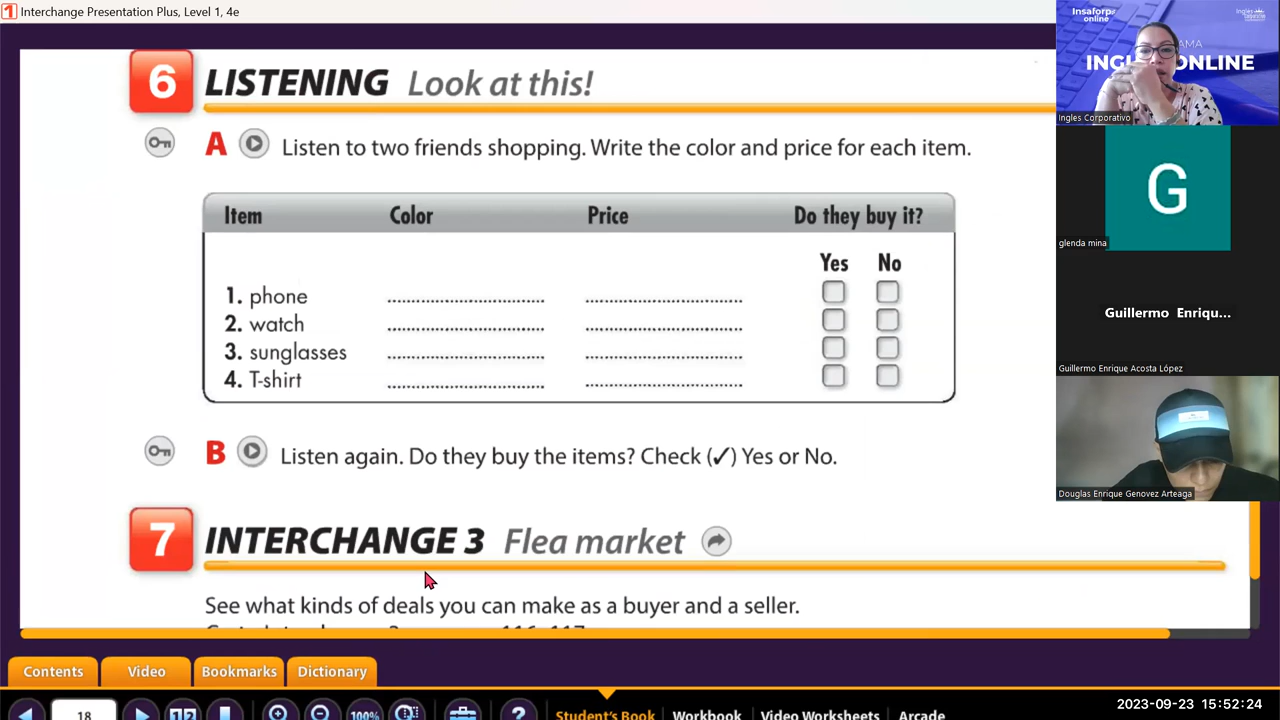 Interchange Presentation Plus, Level 1, 4e
6 LISTENING Look at this!
A Listen to two friends shopping. Write the color and price for each item.
Item Color Price Do they buy it?
Yes No
1. phone
2. watch
3. sunglasses
4. T-shirt
B Listen again. Do they buy the items? Check (✓) Yes or No.
7 INTERCHANGE 3 Flea market
See what kinds of deals you can make as a buyer and a seller.
Contents Video Bookmarks Dictionary
18 1 2 100% ?
Student's Book Workbook Video Worksheets Arcade
Insaforp online
INGLÉS ONLINE
Ingles Corporativo
G
glenda mina
Guillermo Enriqu...
Guillermo Enrique Acosta López
Douglas Enrique Genovez Arteaga
2023-09-23 15:52:24